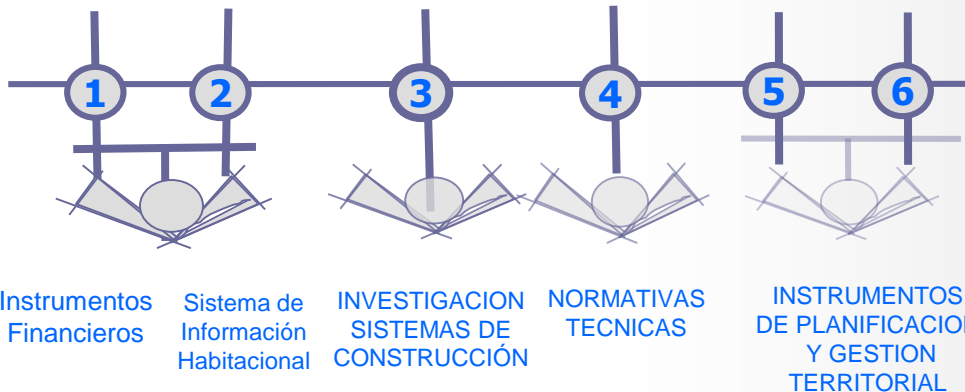 1
2
3
4
5
6
Instrumentos
Financieros
Sistema de
Información
Habitacional
INVESTIGACION
SISTEMAS DE
CONSTRUCCIÓN
NORMATIVAS
TECNICAS
INSTRUMENTOS
DE PLANIFICACION
Y GESTION
TERRITORIAL